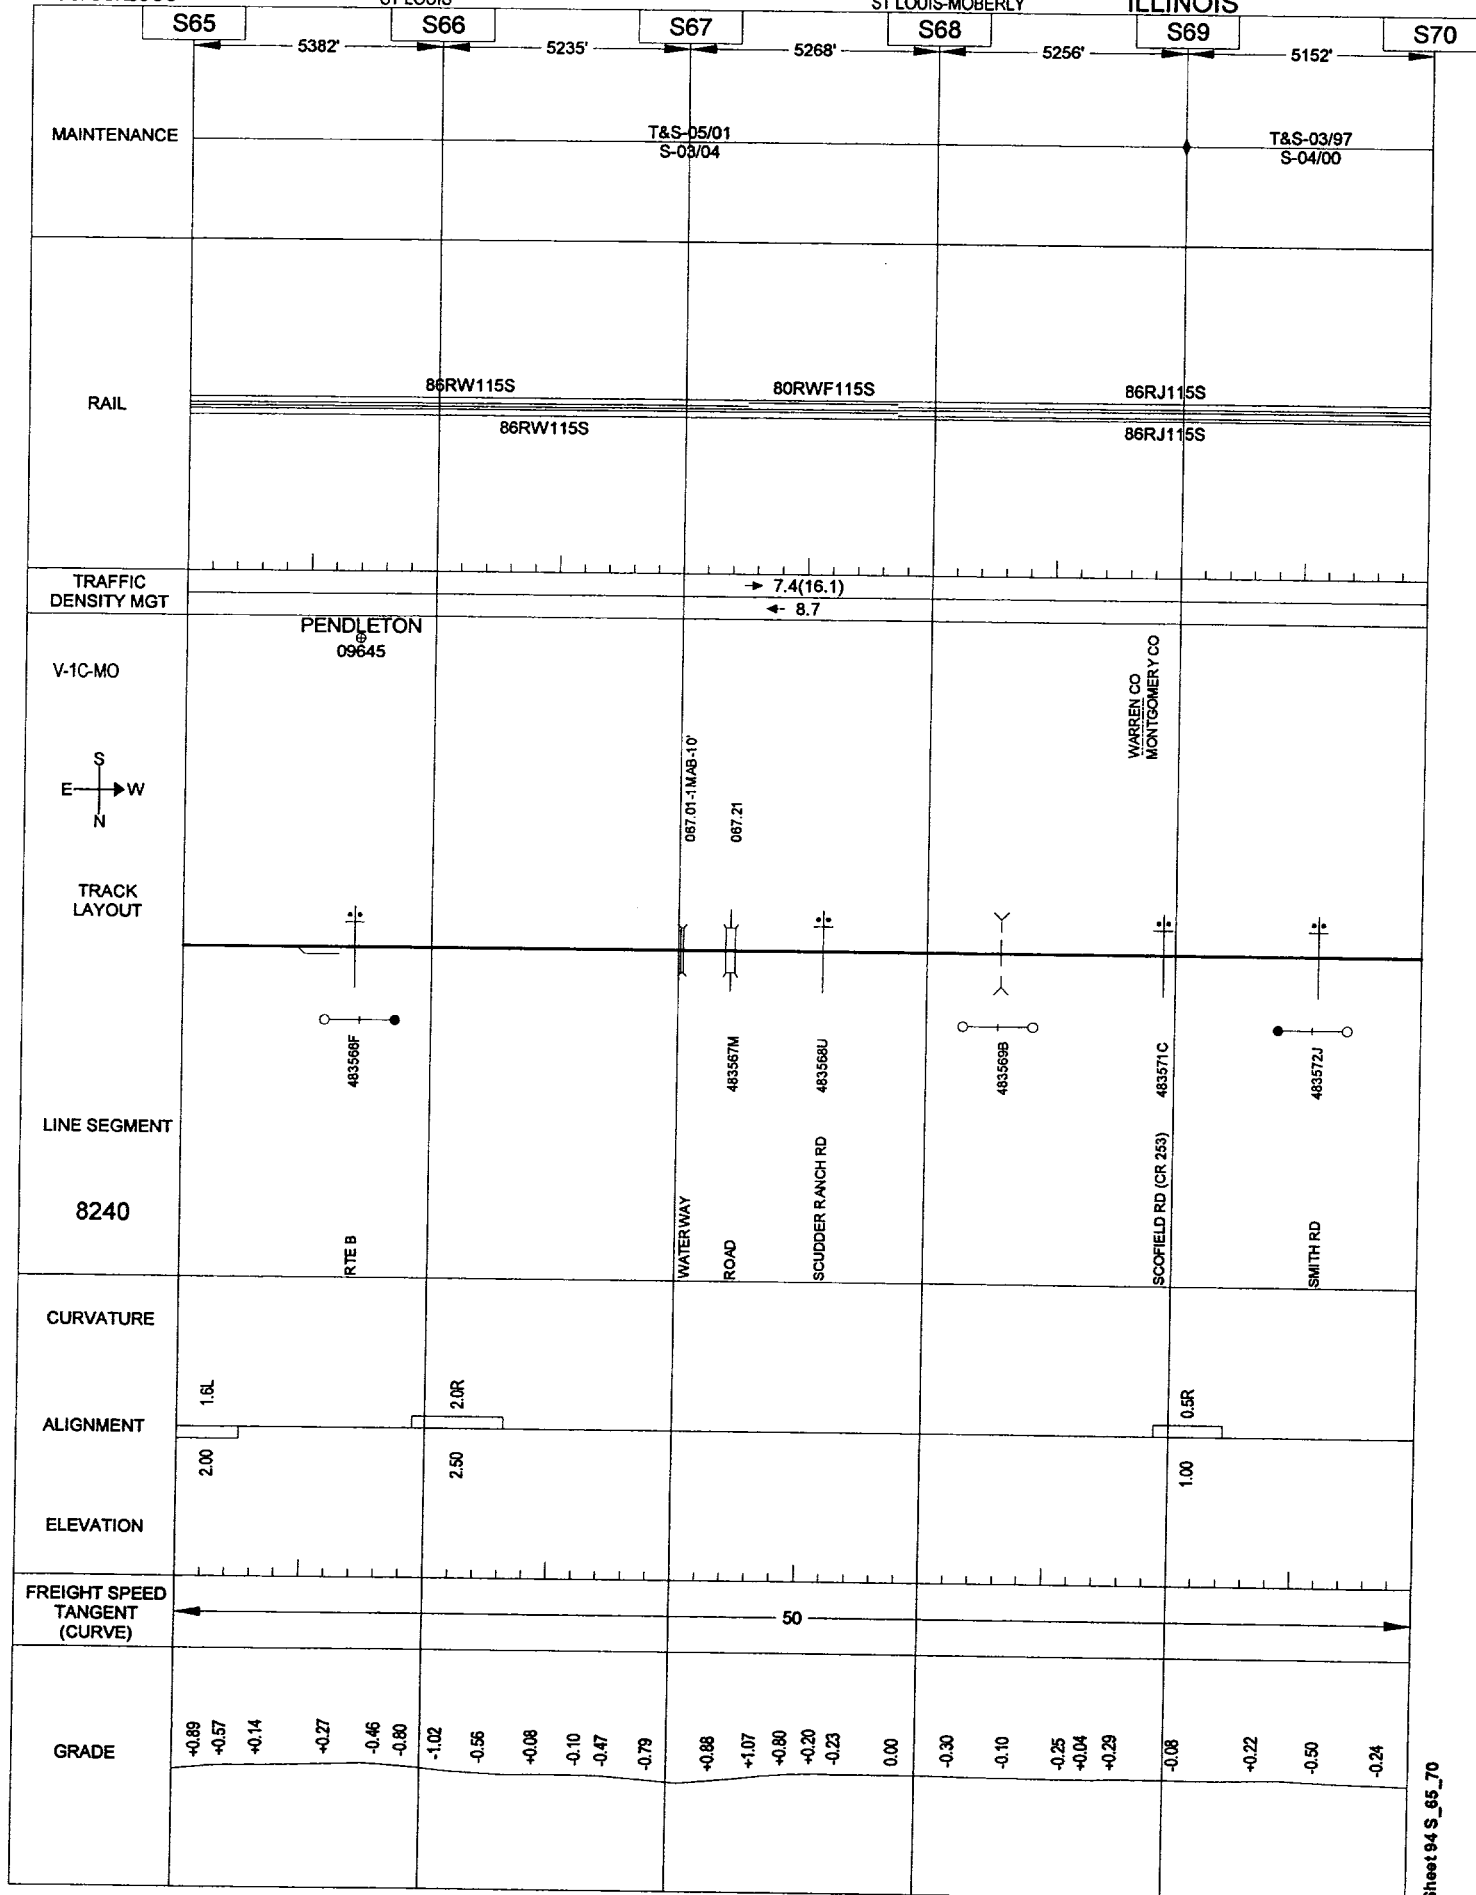 ST LOUIS-MOBERLY
ILLINOIS
S65
S66
S67
S68
S69
S70
5382'
5235'
5268'
5256'
5152'
MAINTENANCE
T&S-05/01
S-03/04
T&S-03/97
S-04/00
RAIL
86RW115S
80RWF115S
86RJ115S
86RW115S
86RJ115S
TRAFFIC
DENSITY MGT
7.4(16.1)
8.7
PENDLETON
09645
V-1C-MO
WARREN CO
MONTGOMERY CO
S
E
W
N
067.01-1MAB-10'
067.21
TRACK
LAYOUT
483566F
483567M
483568U
483569B
483571C
483572J
LINE SEGMENT
8240
RTE B
WATERWAY
ROAD
SCUDDER RANCH RD
SCOFIELD RD (CR 253)
SMITH RD
CURVATURE
1.6L
2.0R
0.5R
ALIGNMENT
2.00
2.50
1.00
ELEVATION
FREIGHT SPEED
TANGENT
(CURVE)
50
GRADE
+0.89
+0.57
+0.14
+0.27
-0.46
-0.80
-1.02
-0.56
+0.08
-0.10
-0.47
-0.79
+0.88
+1.07
+0.80
+0.20
-0.23
0.00
-0.30
-0.10
-0.25
+0.04
+0.29
-0.08
+0.22
-0.50
-0.24
Sheet 94 S_65_70